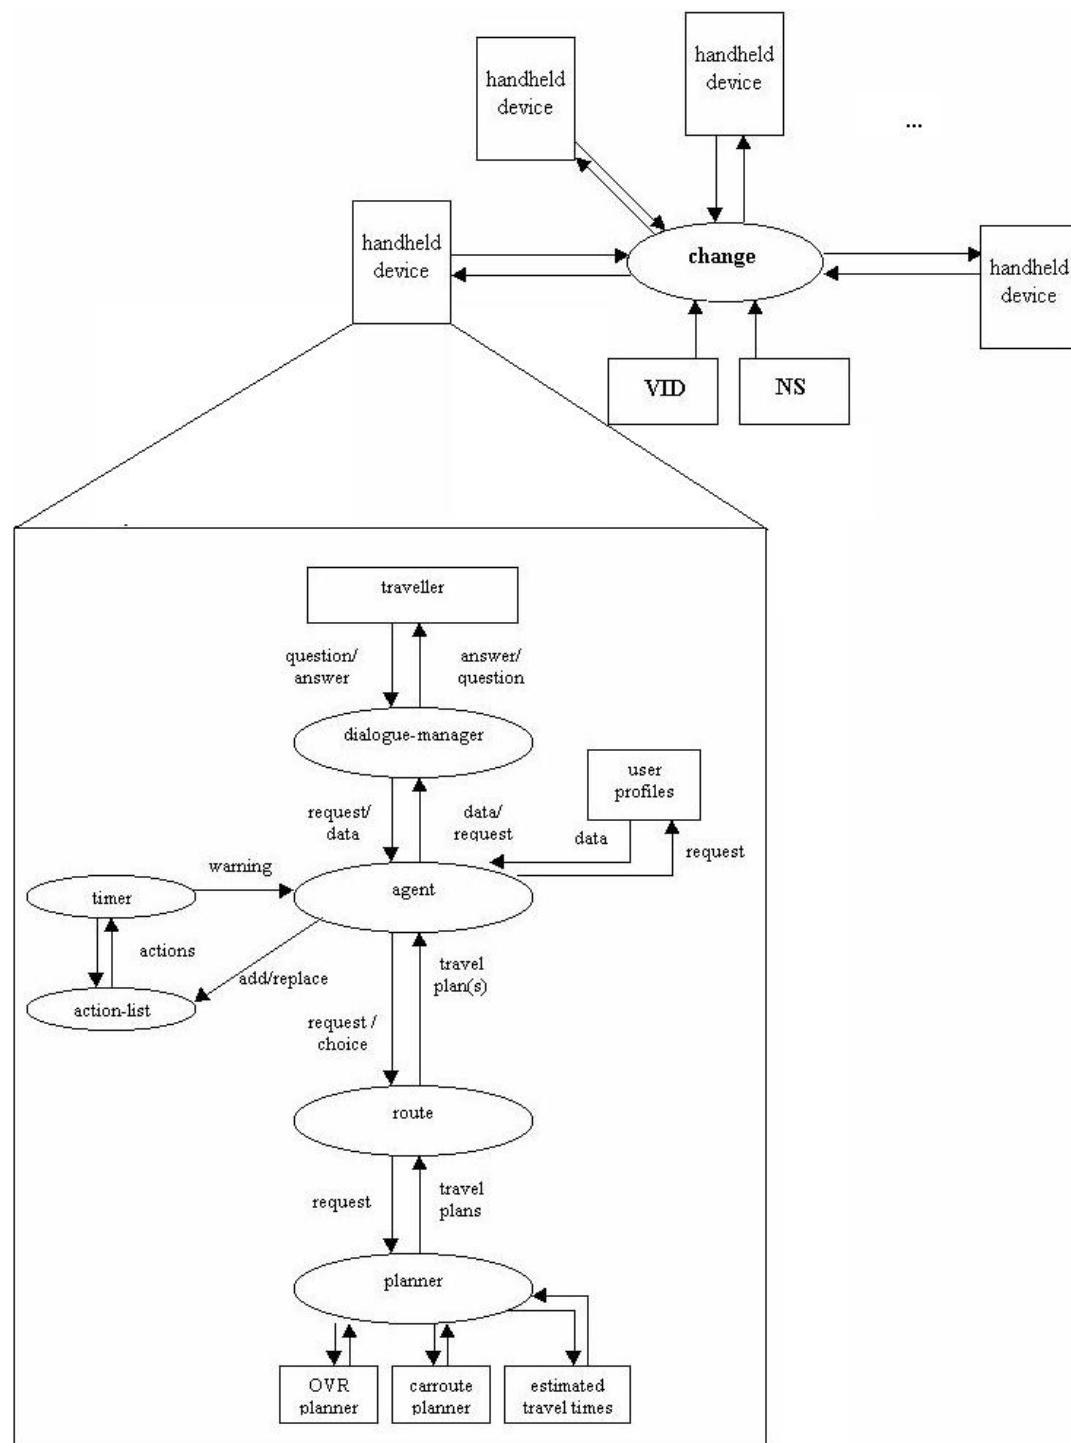 handheld
device
handheld
device
...
handheld
device
change
handheld
device
VID
NS
traveller
question/
answer
answer/
question
dialogue-manager
user
profiles
request/
data
data/
request
data
request
warning
timer
agent
actions
add/replace
travel
plan(s)
action-list
request /
choice
route
request
travel
plans
planner
OVR
planner
carroute
planner
estimated
travel times